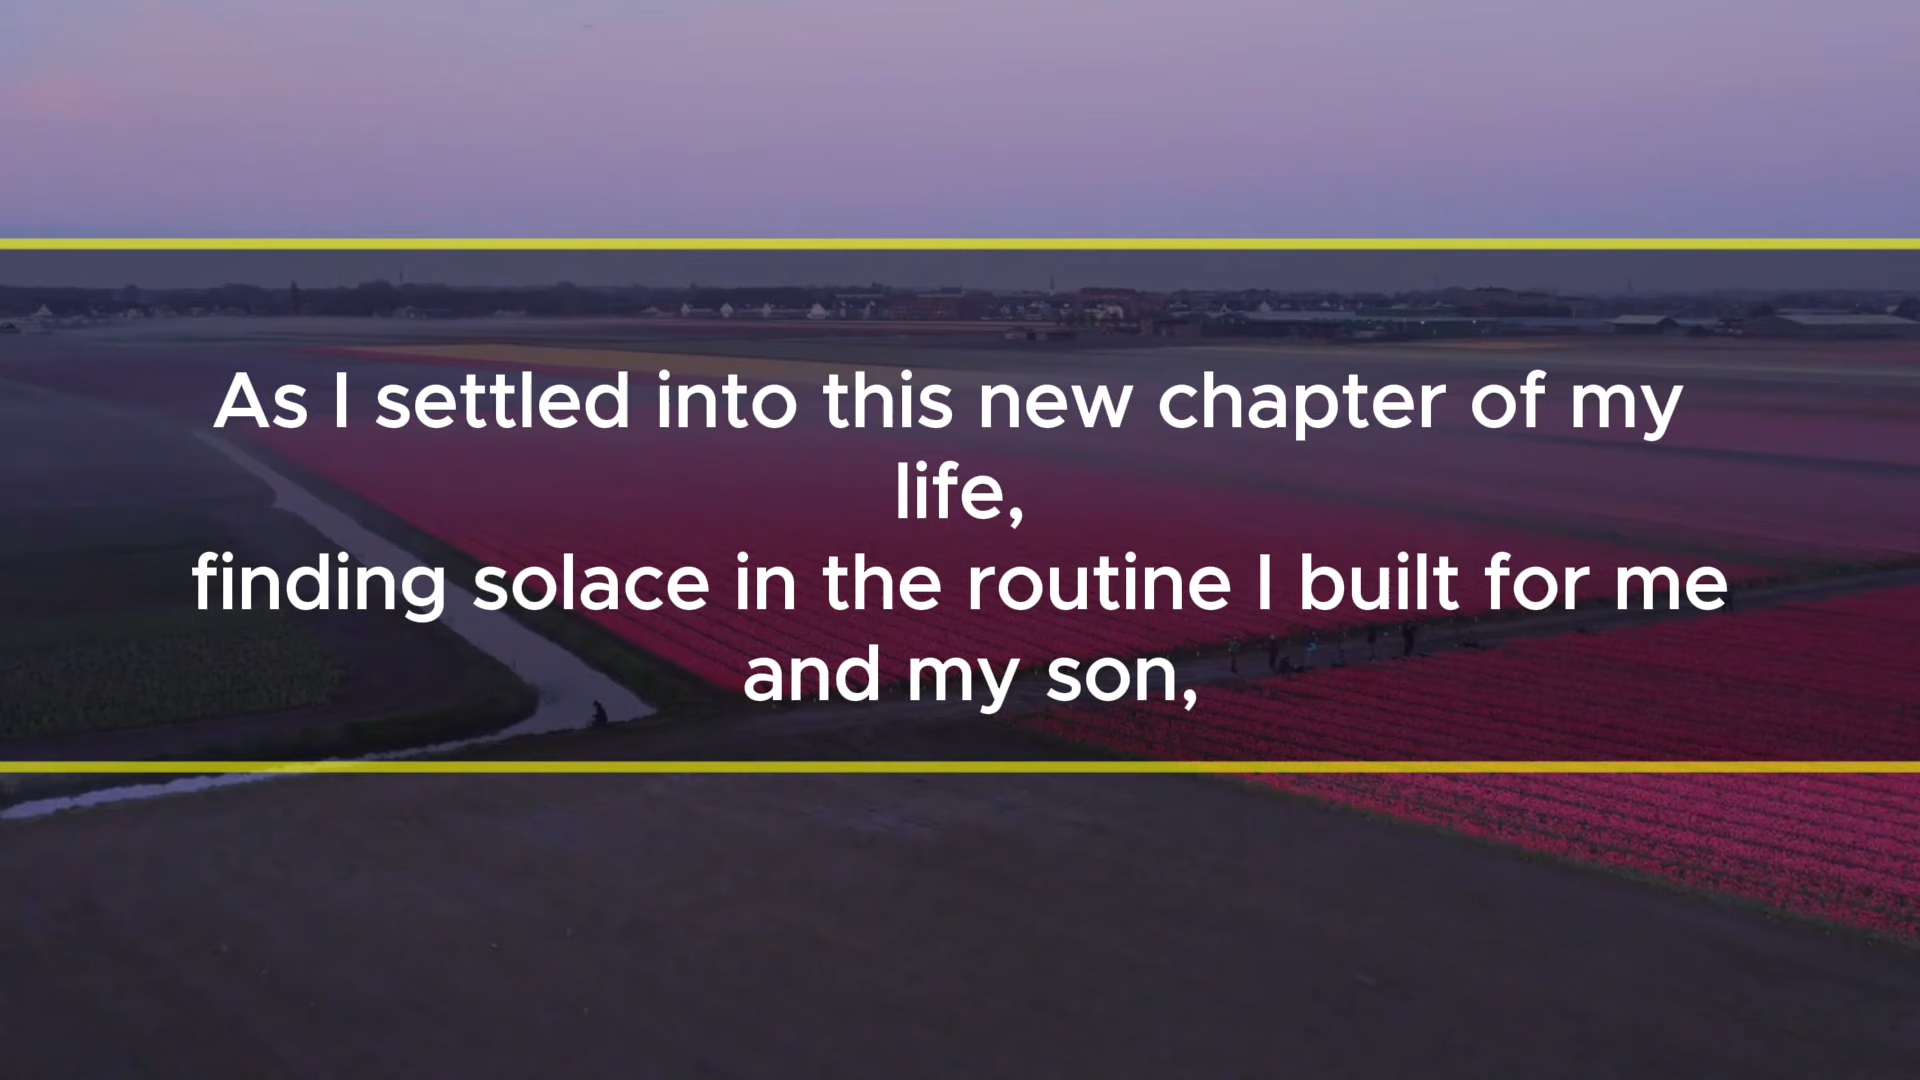 As I settled into this new chapter of my
life,
finding solace in the routine I built for me
and my son,